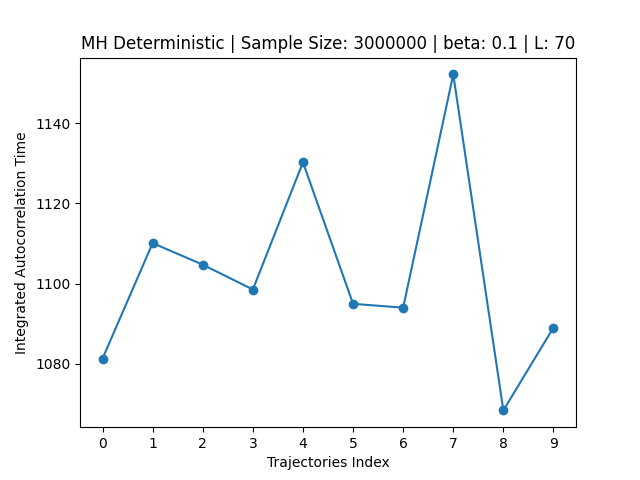 MH Deterministic | Sample Size: 3000000 | beta: 0.1 | L: 70
Integrated Autocorrelation Time
1140
1120
1100
1080
0 1 2 3 4 5 6 7 8 9
Trajectories Index